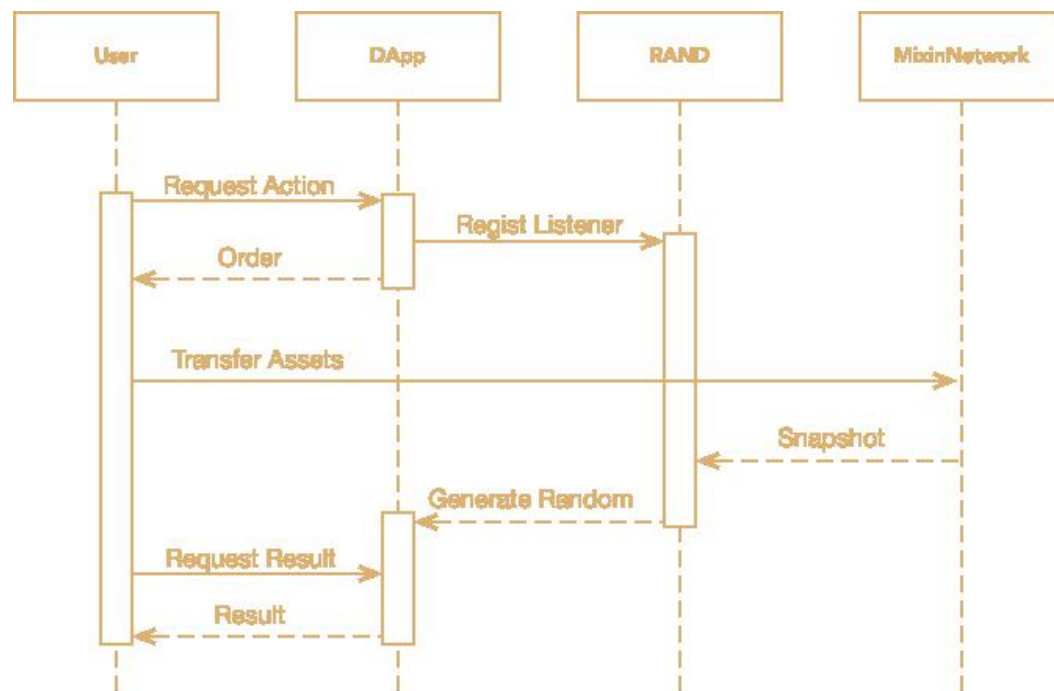 User
DApp
RAND
MixinNetwork
Request Action
Regist Listener
Order
Transfer Assets
Snapshot
Generate Random
Request Result
Result